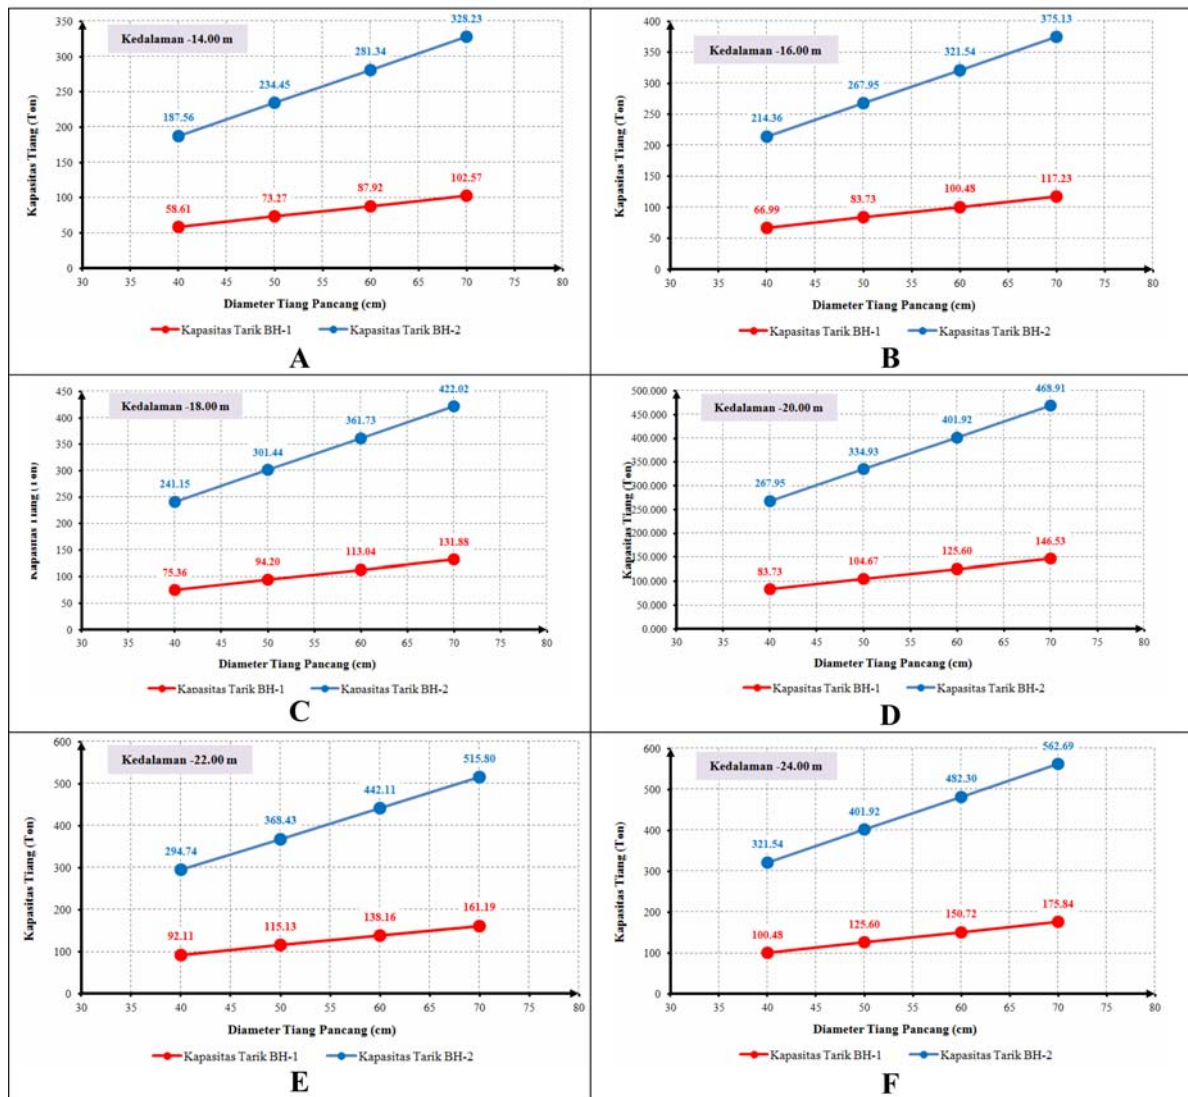 350
300
250
200
150
100
50
0
Kapasitas Tiang (Ton)
Kedalaman -14.00 m
187.56
234.45
281.34
328.23
58.61
73.27
87.92
102.57
30 35 40 45 50 55 60 65 70 75 80
Diameter Tiang Pancang (cm)
Kapasitas Tarik BH-1 Kapasitas Tarik BH-2
A
400
350
300
250
200
150
100
50
0
Kapasitas Tiang (Ton)
Kedalaman -16.00 m
214.36
267.95
321.54
375.13
66.99
83.73
100.48
117.23
30 35 40 45 50 55 60 65 70 75 80
Diameter Tiang Pancang (cm)
Kapasitas Tarik BH-1 Kapasitas Tarik BH-2
B
450
400
350
300
250
200
150
100
50
0
Kapasitas Tiang (Ton)
Kedalaman -18.00 m
241.15
301.44
361.73
422.02
75.36
94.20
113.04
131.88
30 35 40 45 50 55 60 65 70 75 80
Diameter Tiang Pancang (cm)
Kapasitas Tarik BH-1 Kapasitas Tarik BH-2
C
500.000
450.000
400.000
350.000
300.000
250.000
200.000
150.000
100.000
50.000
0.000
Kapasitas Tiang (Ton)
Kedalaman -20.00 m
267.95
334.93
401.92
468.91
83.73
104.67
125.60
146.53
30 35 40 45 50 55 60 65 70 75 80
Diameter Tiang Pancang (cm)
Kapasitas Tarik BH-1 Kapasitas Tarik BH-2
D
600
500
400
300
200
100
0
Kapasitas Tiang (Ton)
Kedalaman -22.00 m
294.74
368.43
442.11
515.80
92.11
115.13
138.16
161.19
30 35 40 45 50 55 60 65 70 75 80
Diameter Tiang Pancang (cm)
Kapasitas Tarik BH-1 Kapasitas Tarik BH-2
E
600
500
400
300
200
100
0
Kapasitas Tiang (Ton)
Kedalaman -24.00 m
321.54
401.92
482.30
562.69
100.48
125.60
150.72
175.84
30 35 40 45 50 55 60 65 70 75 80
Diameter Tiang Pancang (cm)
Kapasitas Tarik BH-1 Kapasitas Tarik BH-2
F